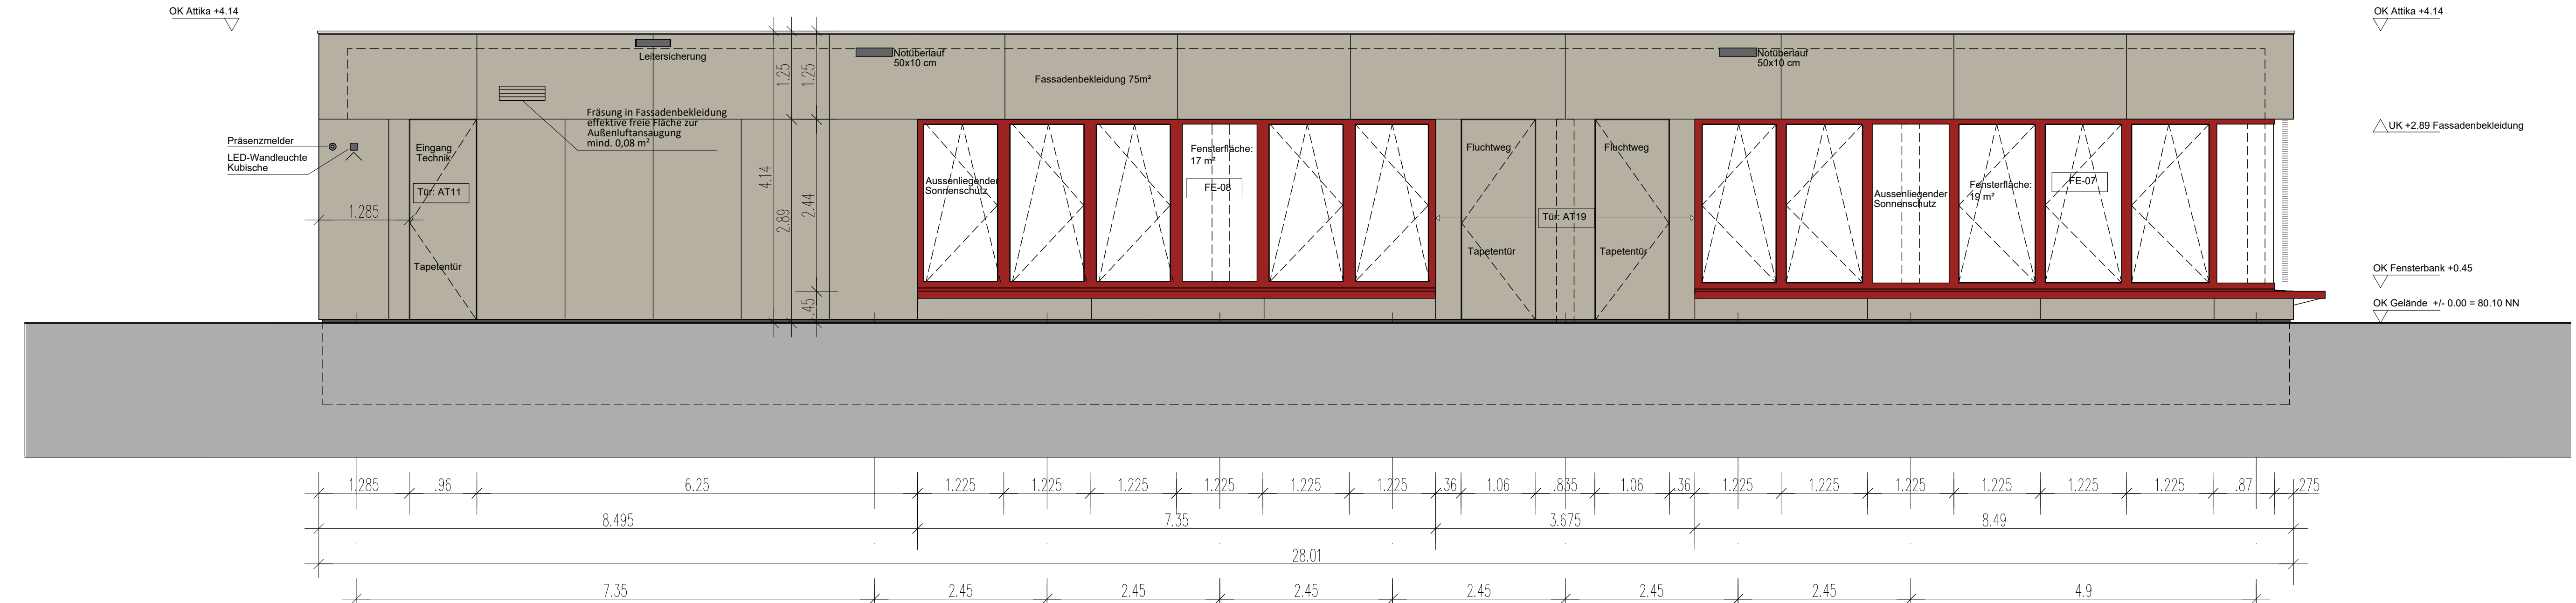 OK Attika +4.14
OK Attika +4.14
Leitersicherung
Notüberlauf
50x10 cm
Notüberlauf
50x10 cm
Fassadenbekleidung 75m²
1.25
1.25
Fräsung in Fassadenbekleidung
effektive freie Fläche zur
Außenluftansaugung
mind. 0,08 m²
UK +2.89 Fassadenbekleidung
Präsenzmelder
LED-Wandleuchte
Kubische
Eingang
Technik
Tür: AT11
Tapetentür
1.285
4.14
2.89
2.44
.45
Aussenliegender
Sonnenschutz
Fensterfläche:
17 m²
FE-08
Fluchtweg
Tapetentür
Tür: AT19
Fluchtweg
Tapetentür
Aussenliegender
Sonnenschutz
Fensterfläche:
19 m²
FE-07
OK Fensterbank +0.45
OK Gelände +/- 0.00 = 80.10 NN
1.285 .96 6.25 1.225 1.225 1.225 1.225 1.225 1.225 .36 1.06 .835 1.06 .36 1.225 1.225 1.225 1.225 1.225 1.225 .87 .275
8.495 7.35 3.675 8.49
28.01
7.35 2.45 2.45 2.45 2.45 2.45 2.45 4.9